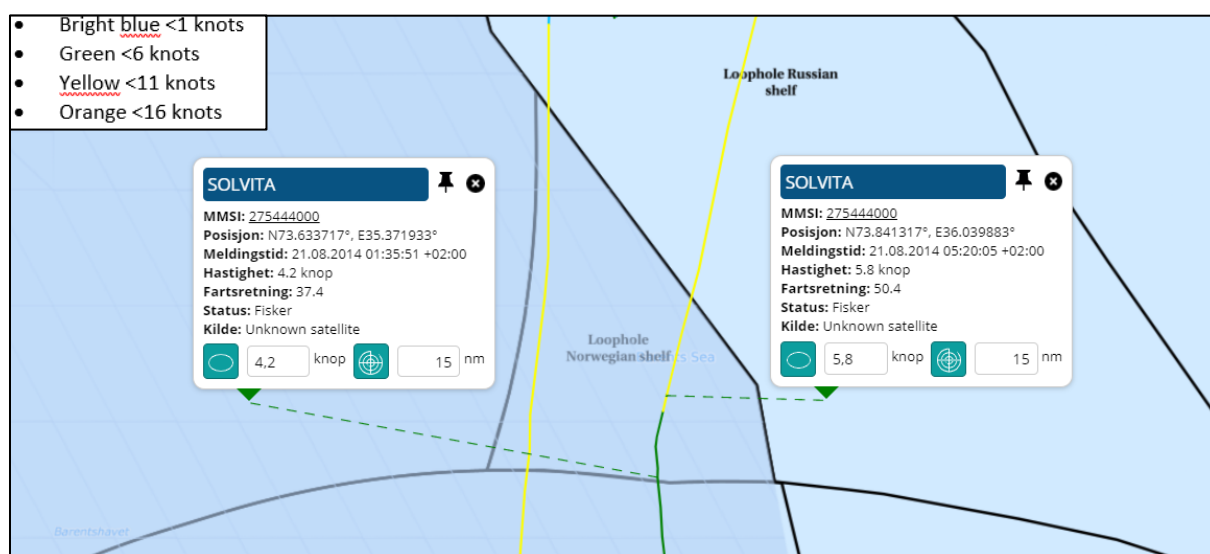 Bright blue <1 knots
Green <6 knots
Yellow <11 knots
Orange <16 knots
Loophole Russian
shelf
SOLVITA
MMSI: 275444000
Posisjon: N73.633717°, E35.371933°
Meldingstid: 21.08.2014 01:35:51 +02:00
Hastighet: 4.2 knop
Fartsretning: 37.4
Status: Fisker
Kilde: Unknown satellite
4,2 knop 15 nm
SOLVITA
MMSI: 275444000
Posisjon: N73.841317°, E36.039883°
Meldingstid: 21.08.2014 05:20:05 +02:00
Hastighet: 5.8 knop
Fartsretning: 50.4
Status: Fisker
Kilde: Unknown satellite
5,8 knop 15 nm
Loophole
Norwegian shelf
Sea
Barentshavet